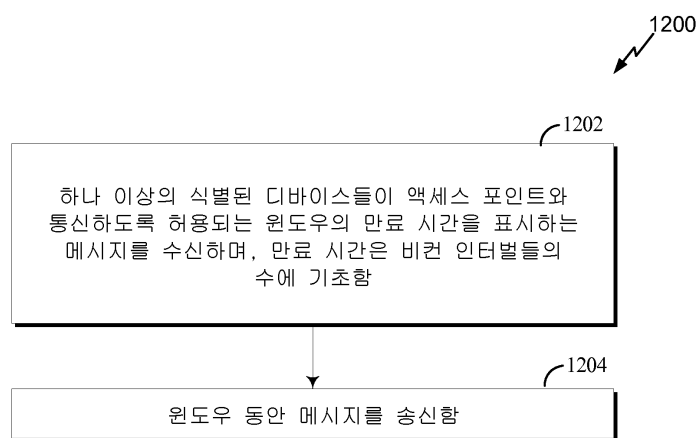 1200
1202
하나 이상의 식별된 디바이스들이 액세스 포인트와
통신하도록 허용되는 윈도우의 만료 시간을 표시하는
메시지를 수신하며, 만료 시간은 비컨 인터벌들의
수에 기초함
1204
윈도우 동안 메시지를 송신함